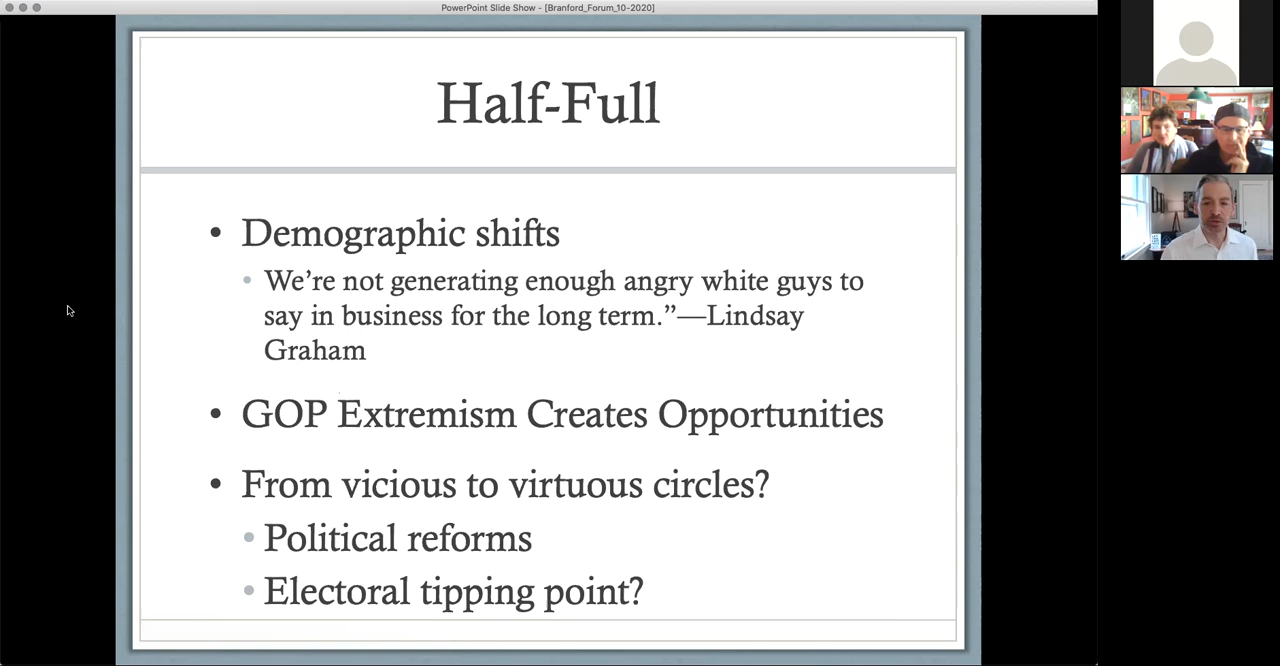 PowerPoint Slide Show - [Branford_Forum_10-2020]
Half-Full
• Demographic shifts
• We’re not generating enough angry white guys to
say in business for the long term.”—Lindsay
Graham
• GOP Extremism Creates Opportunities
• From vicious to virtuous circles?
• Political reforms
• Electoral tipping point?